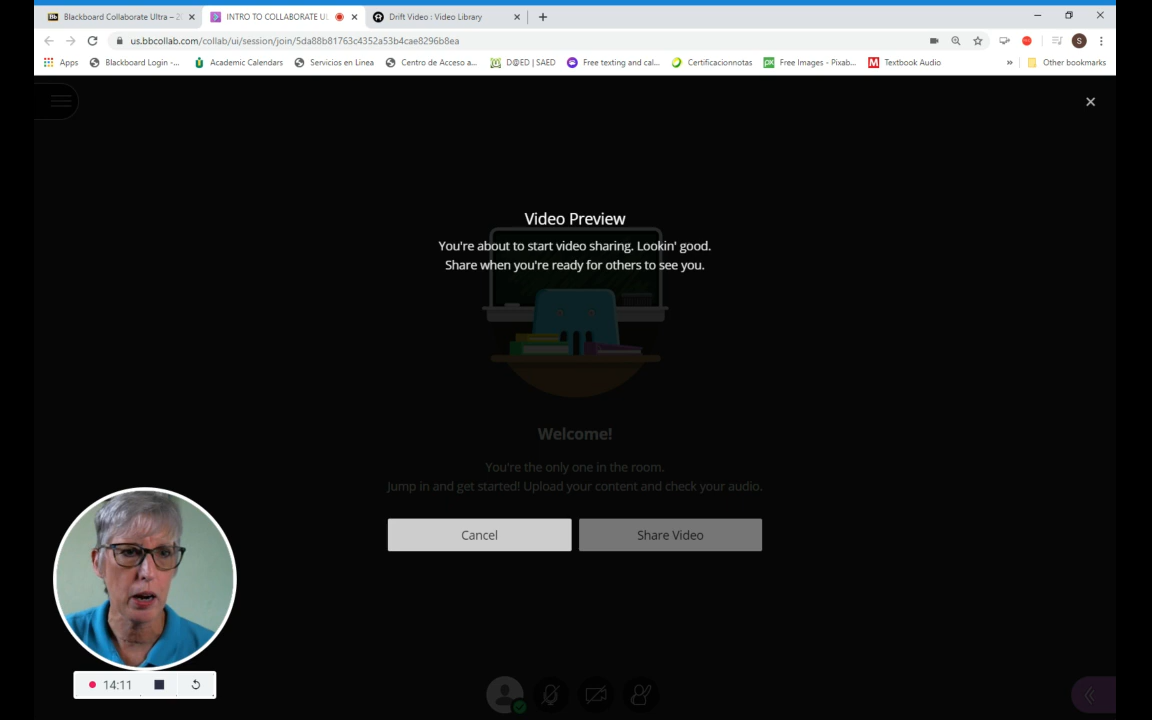 Blackboard Collaborate Ultra – 2
INTRO TO COLLABORATE UL
Drift Video : Video Library
us.bbcollab.com/collab/ui/session/join/5da88b81763c4352a53b4cae8296b8ea
S
Apps
Blackboard Login -...
Academic Calendars
Servicios en Linea
Centro de Acceso a...
D@ED | SAED
Free texting and cal...
Certificacionnotas
Free Images - Pixab...
Textbook Audio
»
Other bookmarks
Video Preview
You're about to start video sharing. Lookin' good.
Share when you're ready for others to see you.
Welcome!
You're the only one in the room.
Jump in and get started! Upload your content and check your audio.
Cancel
Share Video
14:11